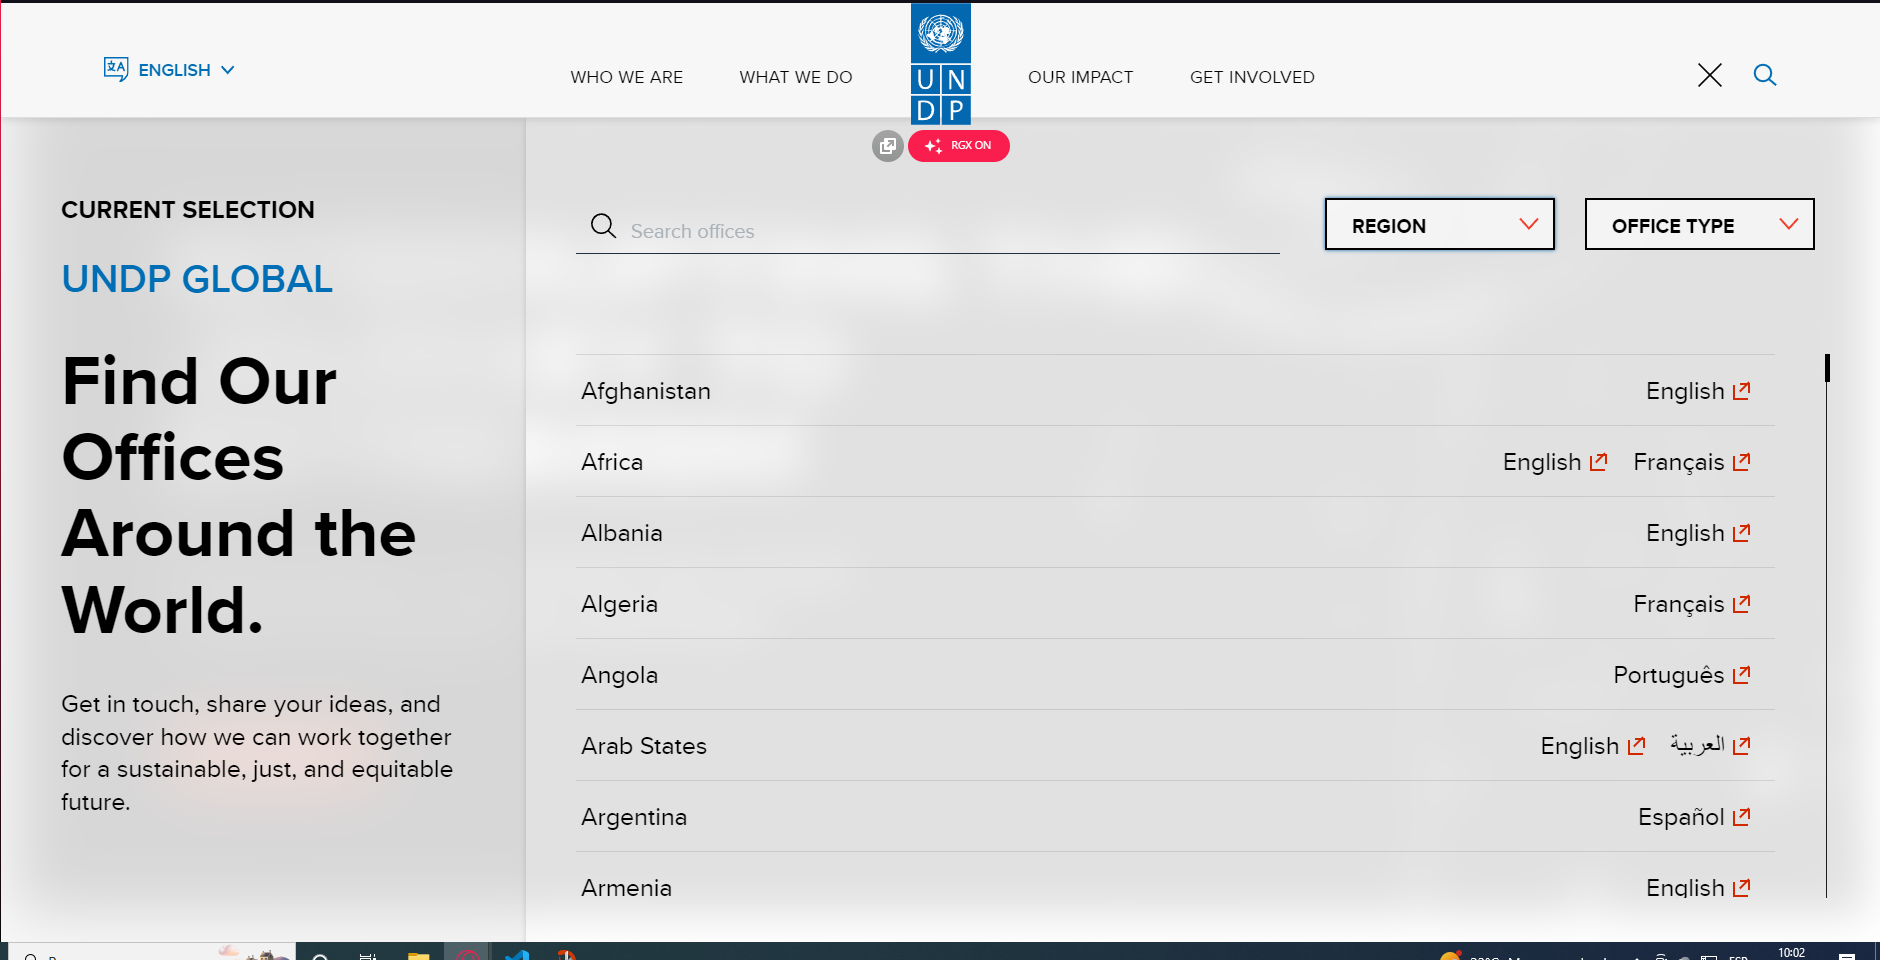 ENGLISH
WHO WE ARE
WHAT WE DO
U N
D P
OUR IMPACT
GET INVOLVED
RGX ON
CURRENT SELECTION
UNDP GLOBAL
Find Our
Offices
Around the
World.
Get in touch, share your ideas, and
discover how we can work together
for a sustainable, just, and equitable
future.
Search offices
REGION
OFFICE TYPE
Afghanistan English
Africa English Français
Albania English
Algeria Français
Angola Português
Arab States English العربية
Argentina Español
Armenia English
10:02